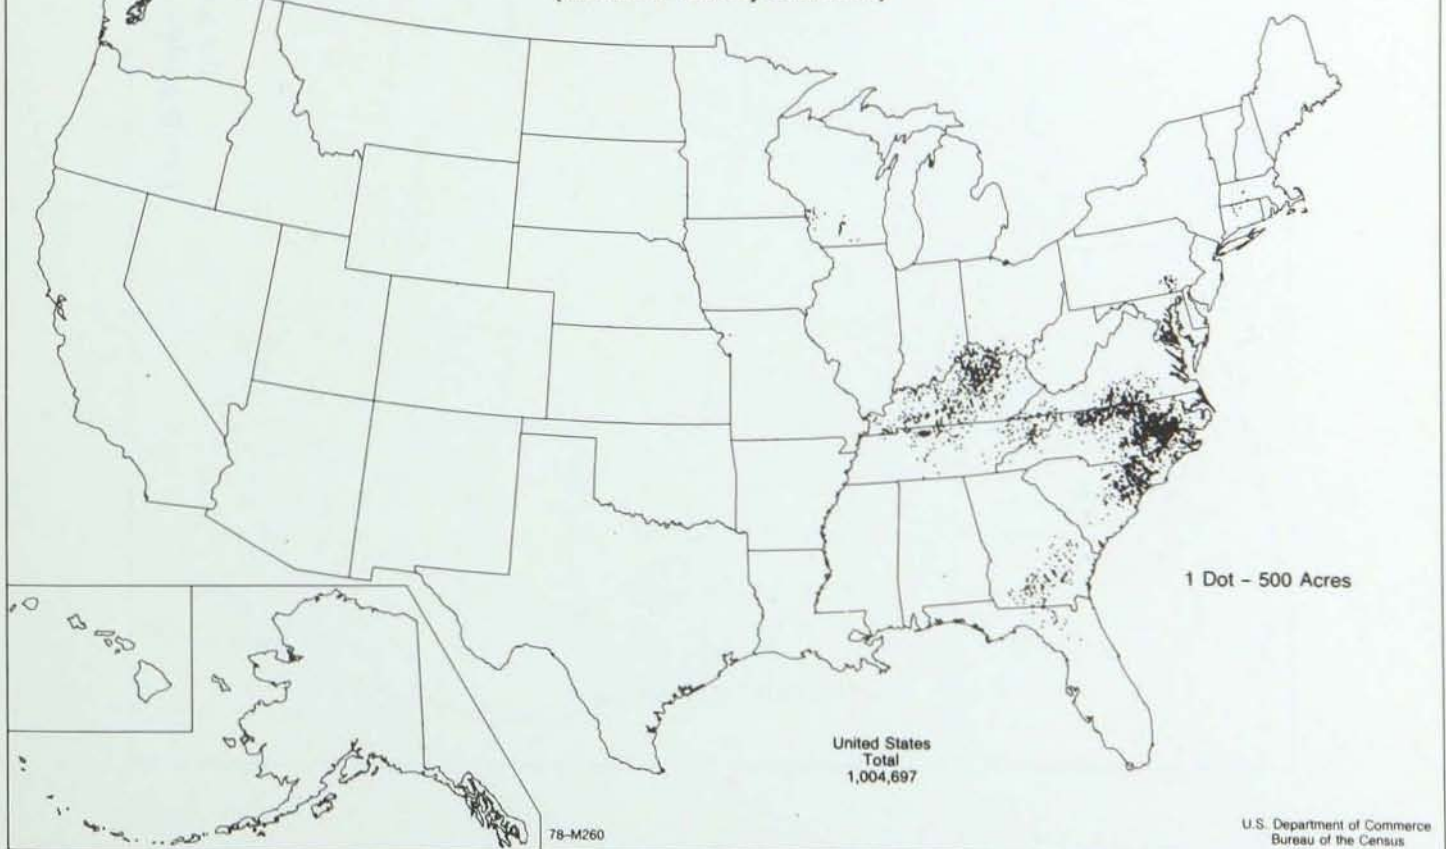 1 Dot – 500 Acres
United States
Total
1,004,697
78–M260
U.S. Department of Commerce
Bureau of the Census